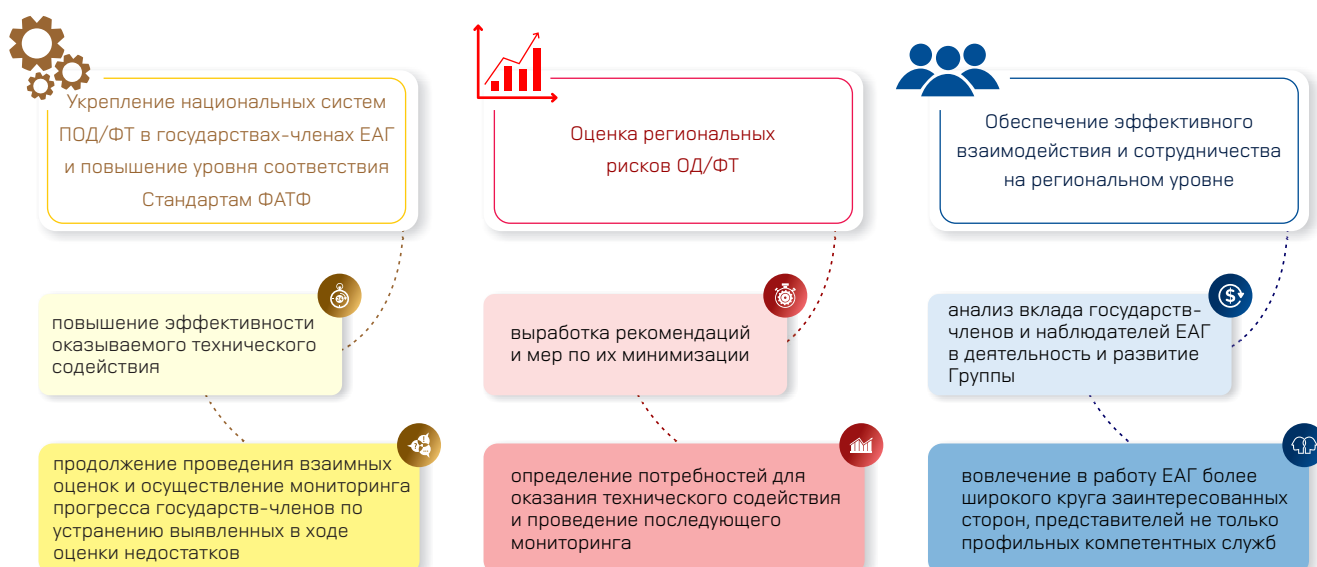 Укрепление национальных систем
ПОД/ФТ в государствах-членах ЕАГ
и повышение уровня соответствия
Стандартам ФАТФ
повышение эффективности
оказываемого технического
содействия
продолжение проведения взаимных
оценок и осуществление мониторинга
прогресса государств-членов по
устранению выявленных в ходе
оценки недостатков
Оценка региональных
рисков ОД/ФТ
выработка рекомендаций
и мер по их минимизации
определение потребностей для
оказания технического содействия
и проведение последующего
мониторинга
Обеспечение эффективного
взаимодействия и сотрудничества
на региональном уровне
анализ вклада государств-
членов и наблюдателей ЕАГ
в деятельность и развитие
Группы
вовлечение в работу ЕАГ более
широкого круга заинтересованных
сторон, представителей не только
профильных компетентных служб